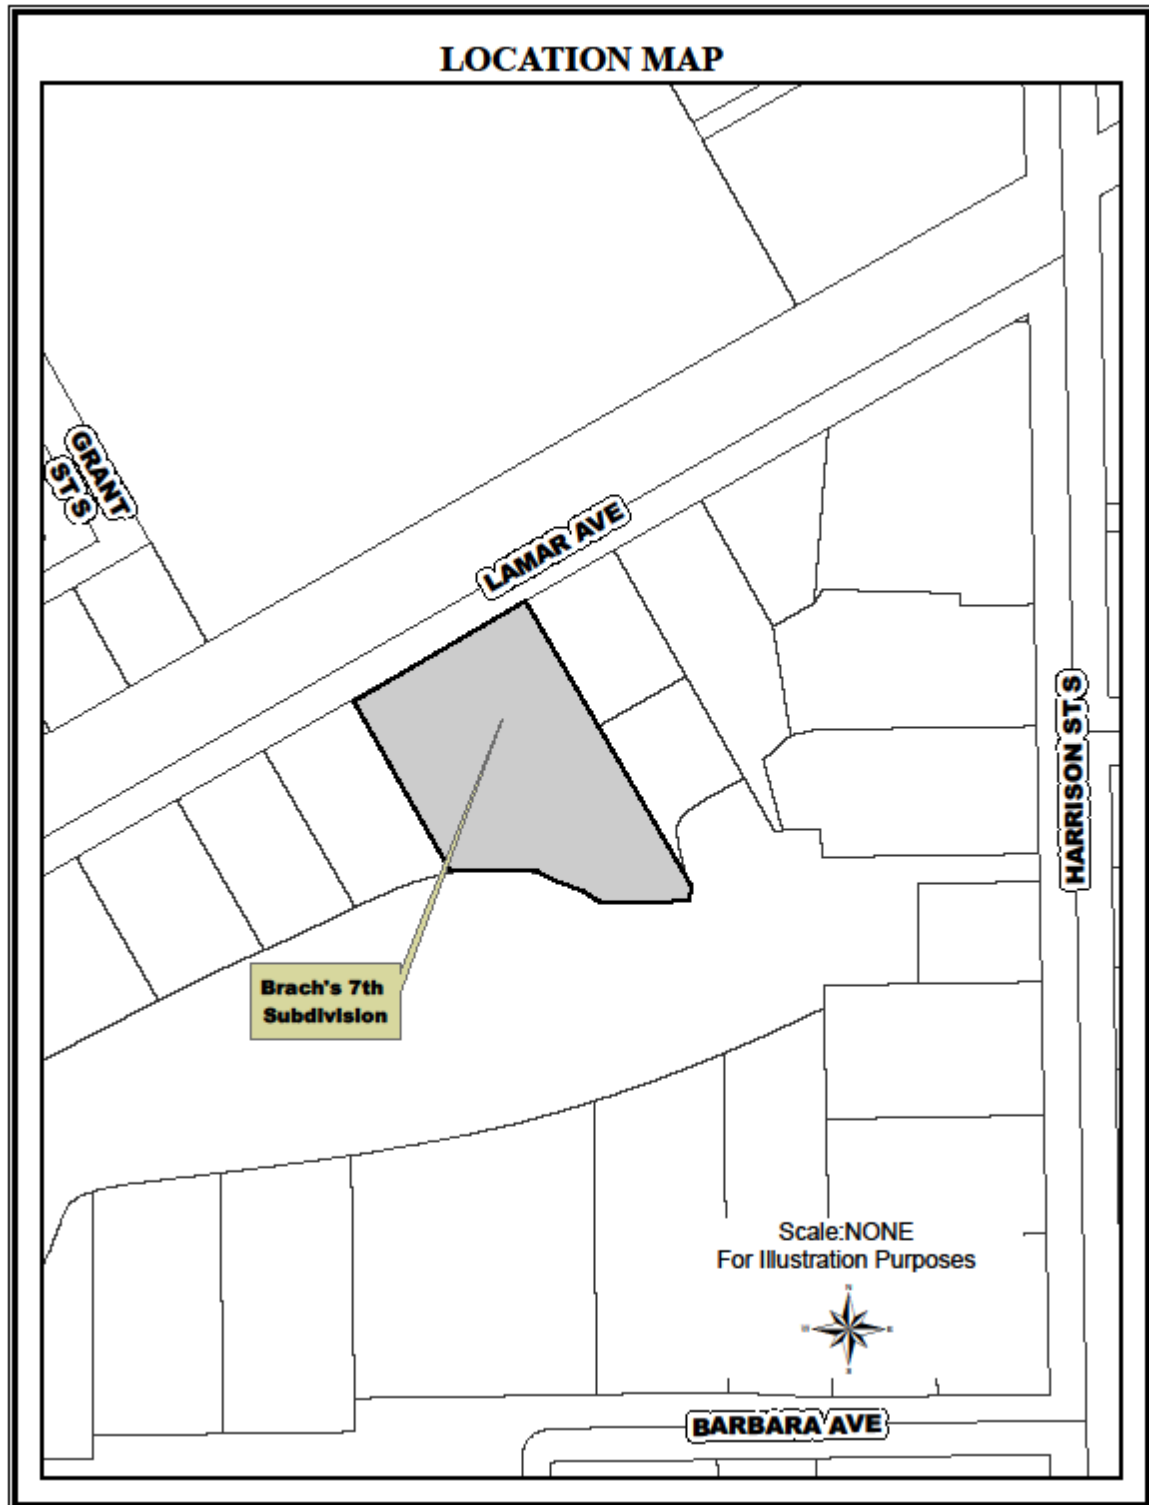 LOCATION MAP
GRANT
ST S
LAMAR AVE
HARRISON ST S
Brach's 7th
Subdivision
Scale:NONE
For Illustration Purposes
N
W
E
S
BARBARA AVE